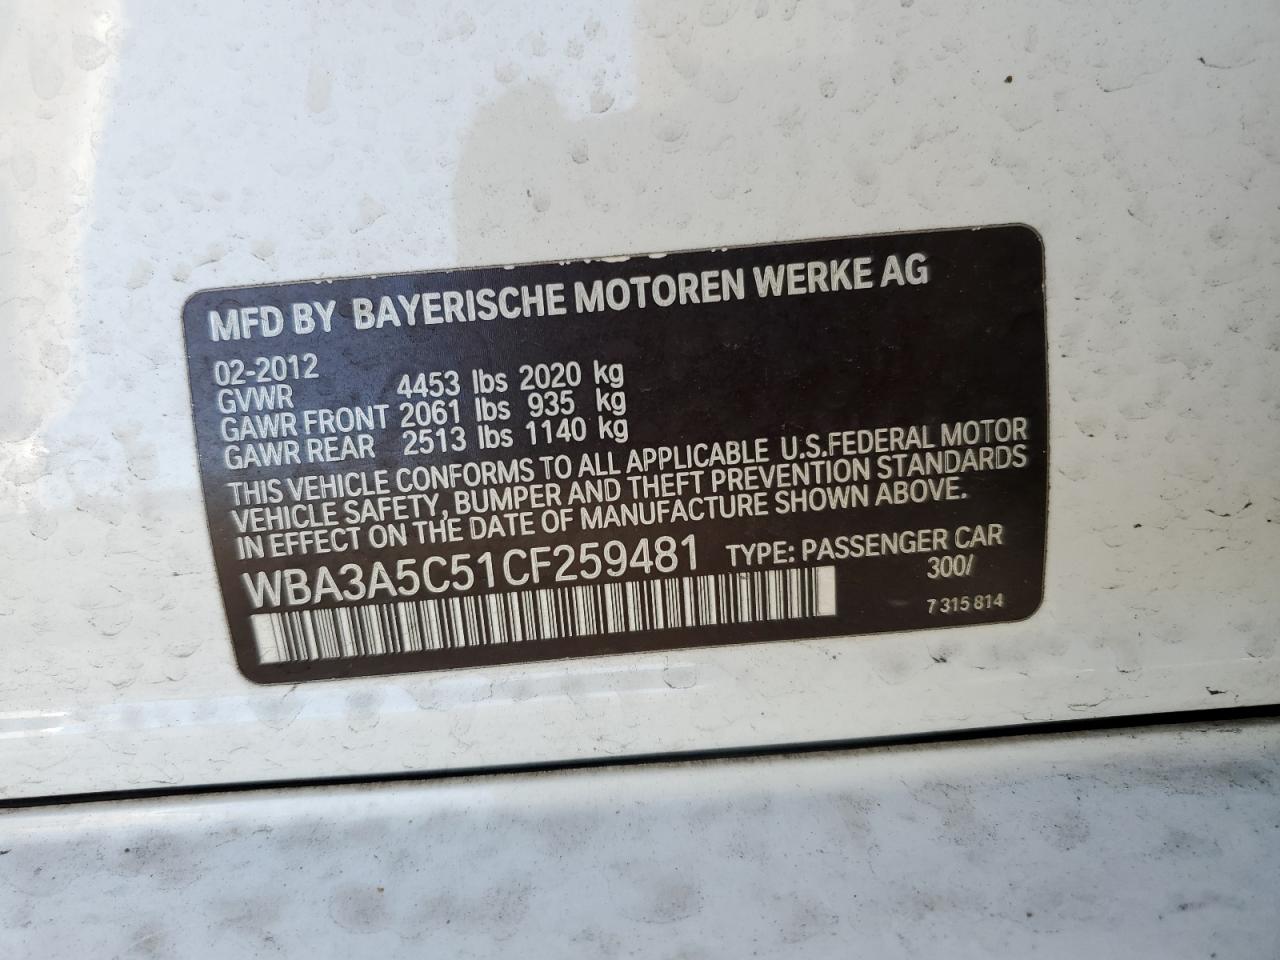 MFD BY BAYERISCHE MOTOREN WERKE AG
02-2012
GVWR 4453 lbs 2020 kg
GAWR FRONT 2061 lbs 935 kg
GAWR REAR 2513 lbs 1140 kg
THIS VEHICLE CONFORMS TO ALL APPLICABLE U.S.FEDERAL MOTOR
VEHICLE SAFETY, BUMPER AND THEFT PREVENTION STANDARDS
IN EFFECT ON THE DATE OF MANUFACTURE SHOWN ABOVE.
WBA3A5C51CF259481 TYPE: PASSENGER CAR
300/
7 315 814